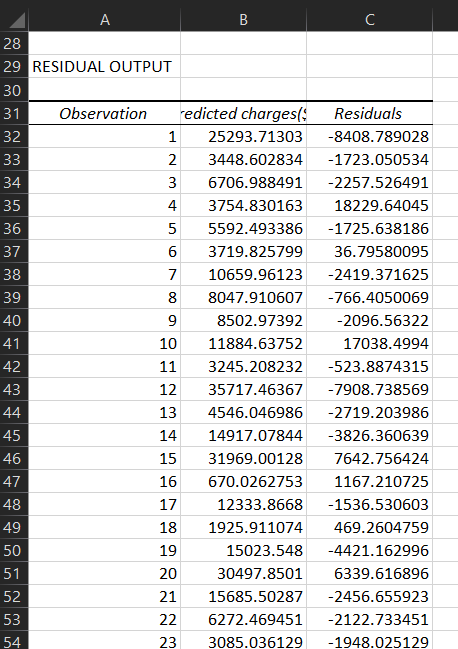 A B C
28
29 RESIDUAL OUTPUT
30
31 Observation redicted charges($ Residuals
32 1 25293.71303 -8408.789028
33 2 3448.602834 -1723.050534
34 3 6706.988491 -2257.526491
35 4 3754.830163 18229.64045
36 5 5592.493386 -1725.638186
37 6 3719.825799 36.79580095
38 7 10659.96123 -2419.371625
39 8 8047.910607 -766.4050069
40 9 8502.97392 -2096.56322
41 10 11884.63752 17038.4994
42 11 3245.208232 -523.8874315
43 12 35717.46367 -7908.738569
44 13 4546.046986 -2719.203986
45 14 14917.07844 -3826.360639
46 15 31969.00128 7642.756424
47 16 670.0262753 1167.210725
48 17 12333.8668 -1536.530603
49 18 1925.911074 469.2604759
50 19 15023.548 -4421.162996
51 20 30497.8501 6339.616896
52 21 15685.50287 -2456.655923
53 22 6272.469451 -2122.733451
54 23 3085.036129 -1948.025129